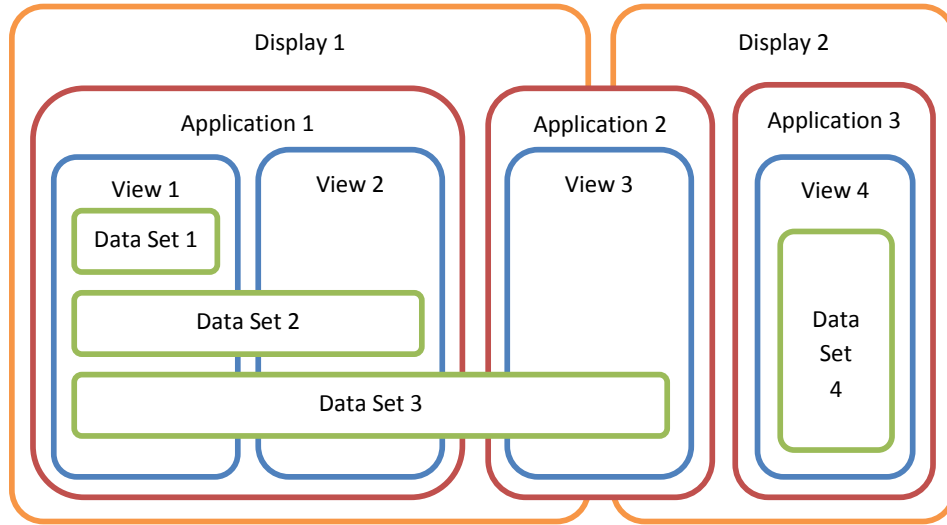 Display 1
Display 2
Application 1
Application 2
Application 3
View 1
View 2
View 3
View 4
Data Set 1
Data Set 2
Data Set 3
Data
Set
4